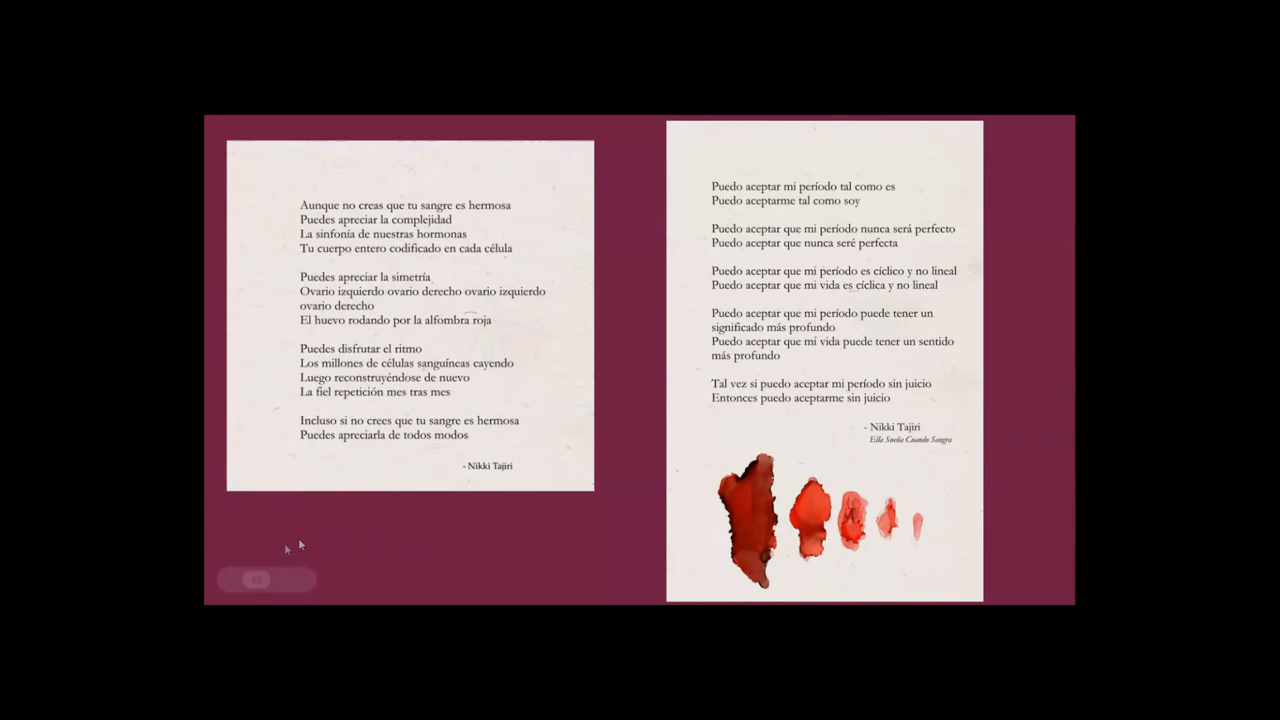 Aunque no creas que tu sangre es hermosa
Puedes apreciar la complejidad
La sinfonía de nuestras hormonas
Tu cuerpo entero codificado en cada célula
Puedes apreciar la simetría
Ovario izquierdo ovario derecho ovario izquierdo
ovario derecho
El huevo rodando por la alfombra roja
Puedes disfrutar el ritmo
Los millones de células sanguíneas cayendo
Luego reconstruyéndose de nuevo
La fiel repetición mes tras mes
Incluso si no crees que tu sangre es hermosa
Puedes apreciarla de todos modos
- Nikki Tajiri
Puedo aceptar mi período tal como es
Puedo aceptarme tal como soy
Puedo aceptar que mi período nunca será perfecto
Puedo aceptar que nunca seré perfecta
Puedo aceptar que mi período es cíclico y no lineal
Puedo aceptar que mi vida es cíclica y no lineal
Puedo aceptar que mi período puede tener un
significado más profundo
Puedo aceptar que mi vida puede tener un sentido
más profundo
Tal vez si puedo aceptar mi período sin juicio
Entonces puedo aceptarme sin juicio
- Nikki Tajiri
Ella Sueña Cuando Sangra